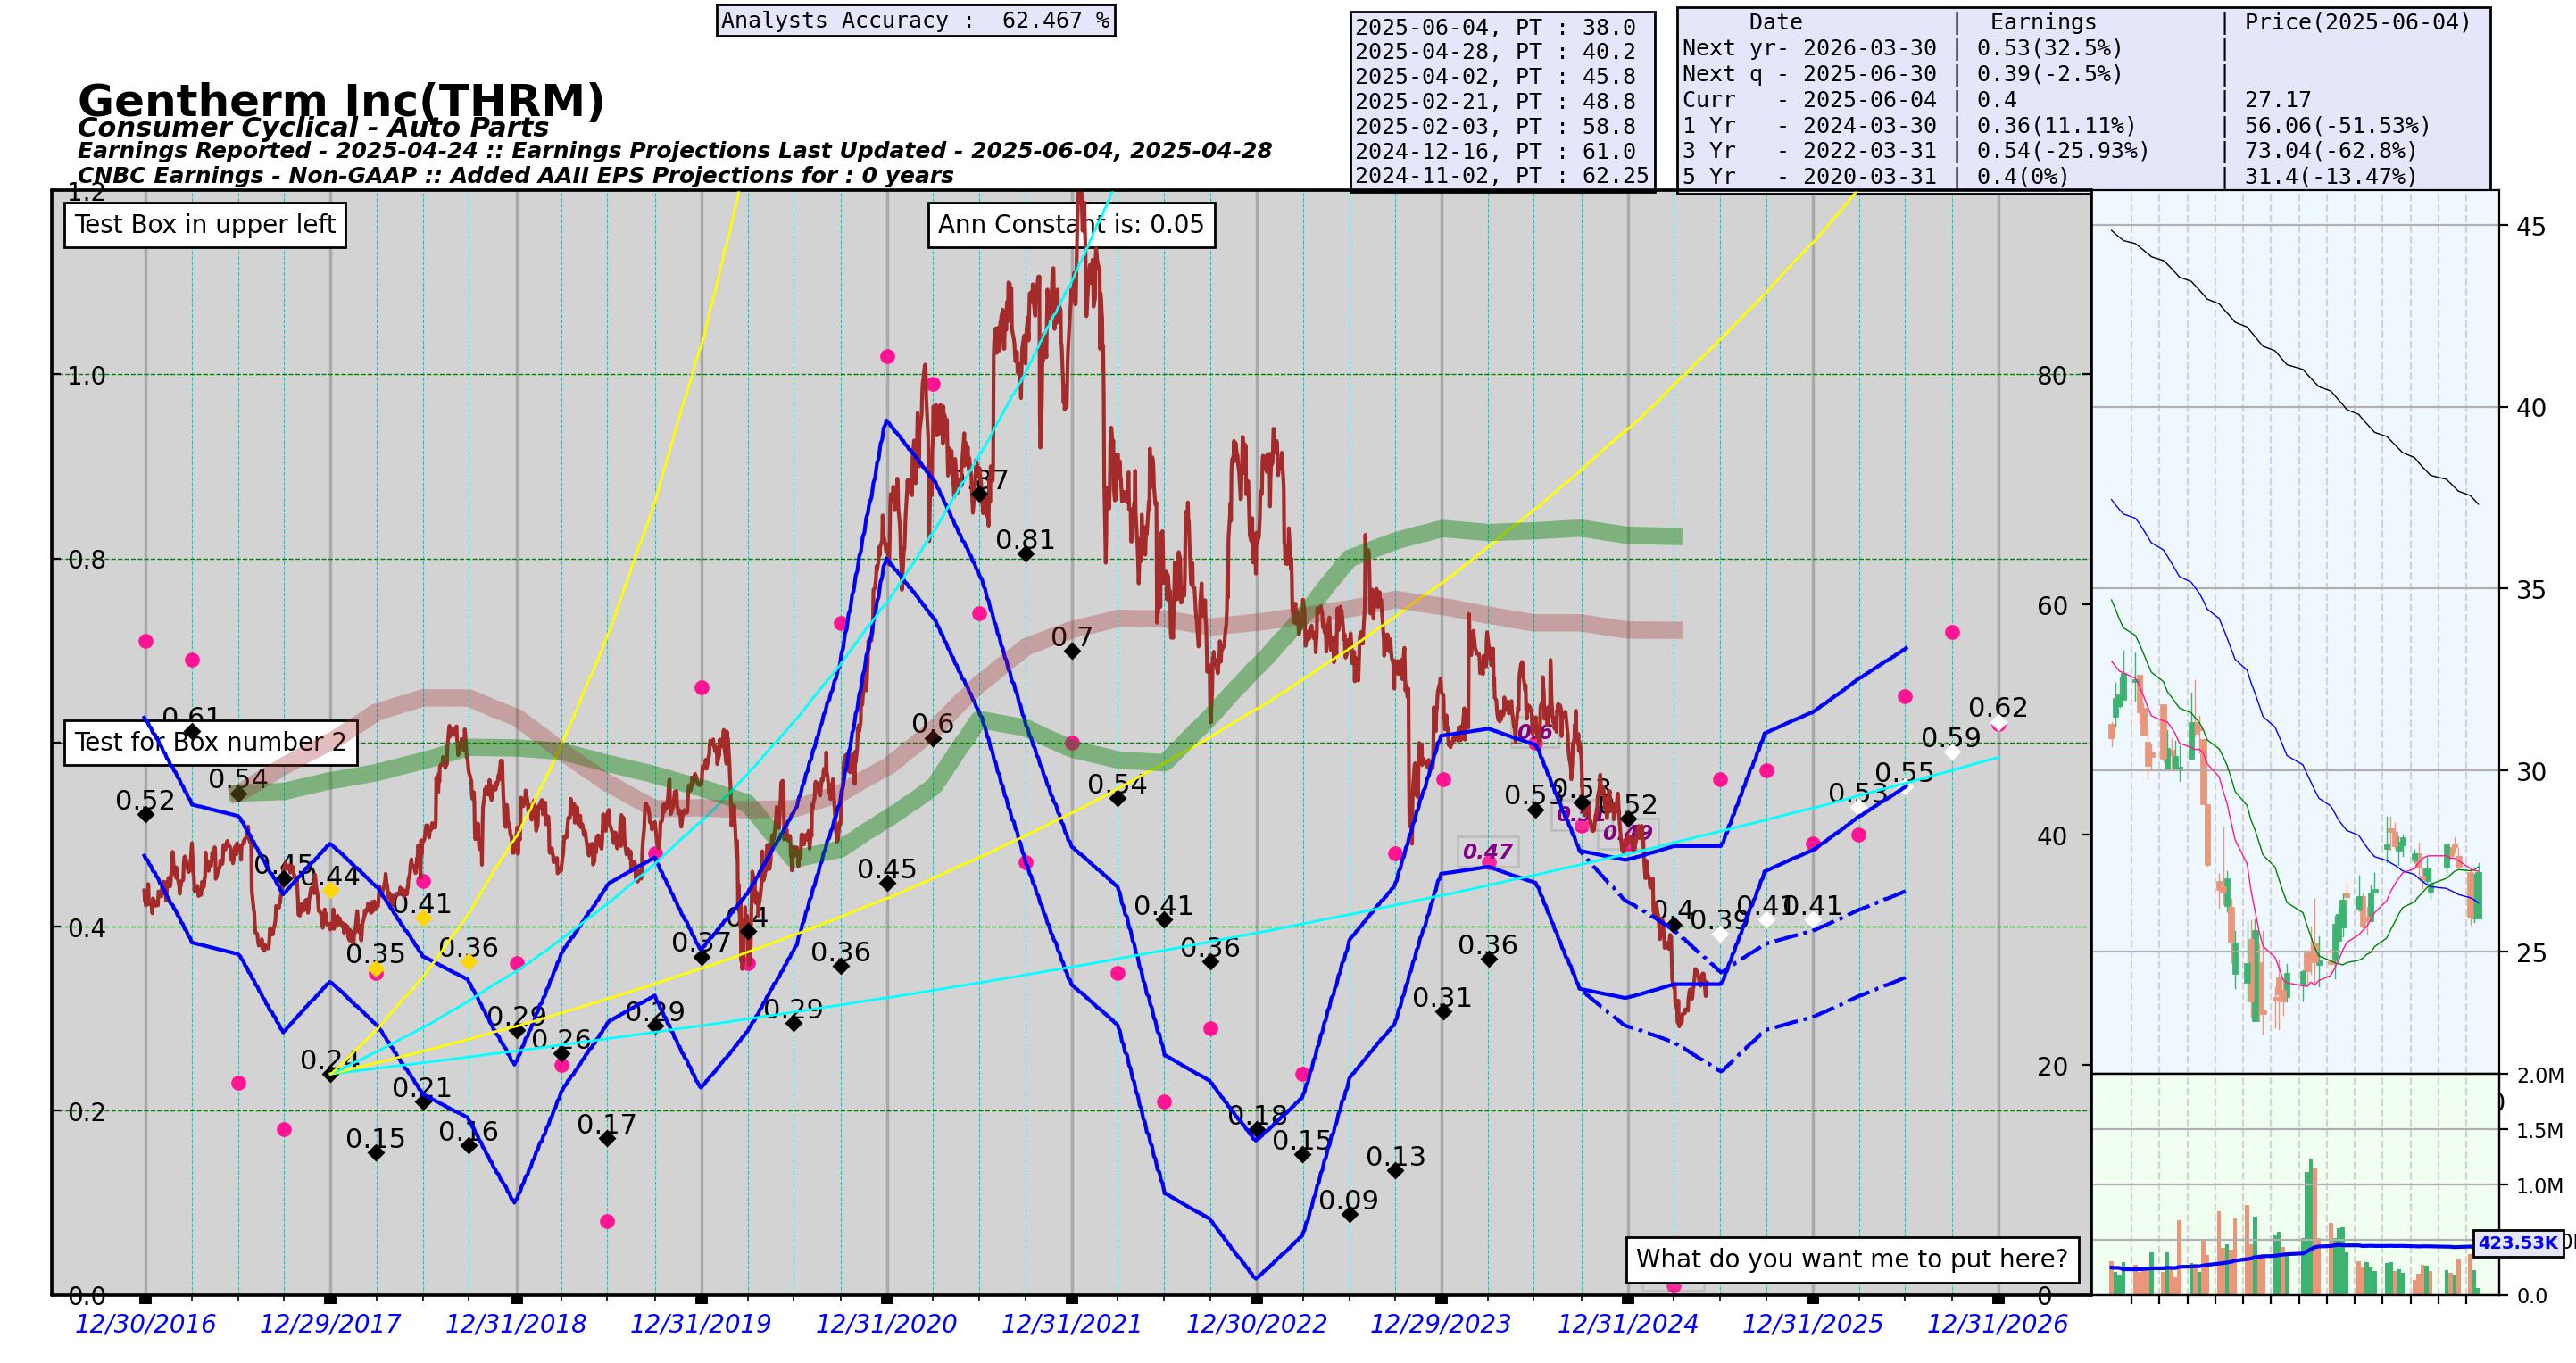 Analysts Accuracy :  62.467 %
2025-06-04, PT : 38.0
2025-04-28, PT : 40.2
2025-04-02, PT : 45.8
2025-02-21, PT : 48.8
2025-02-03, PT : 58.8
2024-12-16, PT : 61.0
2024-11-02, PT : 62.25
Date | Earnings | Price(2025-06-04)
Next yr- 2026-03-30 | 0.53(32.5%) |
Next q - 2025-06-30 | 0.39(-2.5%) |
Curr - 2025-06-04 | 0.4 | 27.17
1 Yr - 2024-03-30 | 0.36(11.11%) | 56.06(-51.53%)
3 Yr - 2022-03-31 | 0.54(-25.93%) | 73.04(-62.8%)
5 Yr - 2020-03-31 | 0.4(0%) | 31.4(-13.47%)
Gentherm Inc(THRM)
Consumer Cyclical - Auto Parts
Earnings Reported - 2025-04-24 :: Earnings Projections Last Updated - 2025-06-04, 2025-04-28
CNBC Earnings - Non-GAAP :: Added AAII EPS Projections for : 0 years
Test Box in upper left
Ann Constant is: 0.05
Test for Box number 2
What do you want me to put here?
1.2
1.0
0.8
0.4
0.2
0.0
80
60
40
20
0
45
40
35
30
25
2.0M
1.5M
1.0M
0.0
423.53K
0.52
0.61
0.54
0.45
0.44
0.24
0.35
0.15
0.41
0.21
0.36
0.16
0.29
0.26
0.17
0.29
0.37
0.4
0.29
0.36
0.45
0.6
0.87
0.81
0.7
0.54
0.41
0.36
0.18
0.15
0.09
0.13
0.31
0.36
0.47
0.6
0.53
0.53
0.51
0.52
0.49
0.4
0.39
0.41
0.41
0.53
0.55
0.59
0.62
12/30/2016
12/29/2017
12/31/2018
12/31/2019
12/31/2020
12/31/2021
12/30/2022
12/29/2023
12/31/2024
12/31/2025
12/31/2026